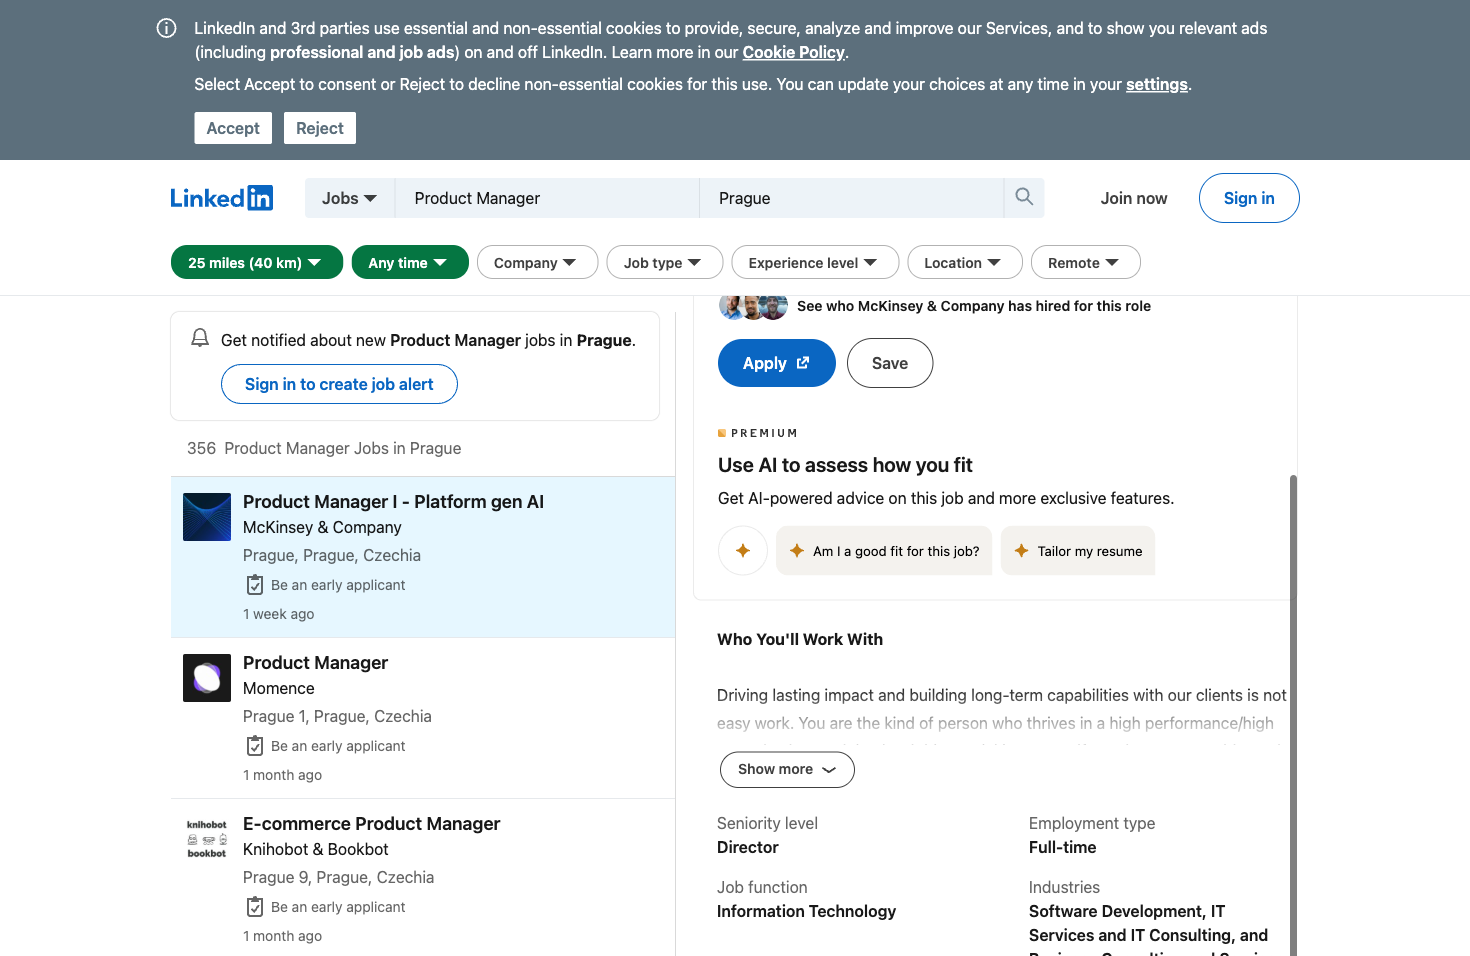 LinkedIn and 3rd parties use essential and non-essential cookies to provide, secure, analyze and improve our Services, and to show you relevant ads
(including professional and job ads) on and off LinkedIn. Learn more in our Cookie Policy.
Select Accept to consent or Reject to decline non-essential cookies for this use. You can update your choices at any time in your settings.
Accept Reject
LinkedIn Jobs Product Manager Prague Join now Sign in
25 miles (40 km) Any time Company Job type Experience level Location Remote
Get notified about new Product Manager jobs in Prague.
Sign in to create job alert
356 Product Manager Jobs in Prague
Product Manager I - Platform gen AI
McKinsey & Company
Prague, Prague, Czechia
Be an early applicant
1 week ago
Product Manager
Momence
Prague 1, Prague, Czechia
Be an early applicant
1 month ago
knihobot
bookbot
E-commerce Product Manager
Knihobot & Bookbot
Prague 9, Prague, Czechia
Be an early applicant
1 month ago
See who McKinsey & Company has hired for this role
Apply Save
PREMIUM
Use AI to assess how you fit
Get AI-powered advice on this job and more exclusive features.
Am I a good fit for this job? Tailor my resume
Who You'll Work With
Driving lasting impact and building long-term capabilities with our clients is not
easy work. You are the kind of person who thrives in a high performance/high
Show more
Seniority level
Director
Employment type
Full-time
Job function
Information Technology
Industries
Software Development, IT
Services and IT Consulting, and